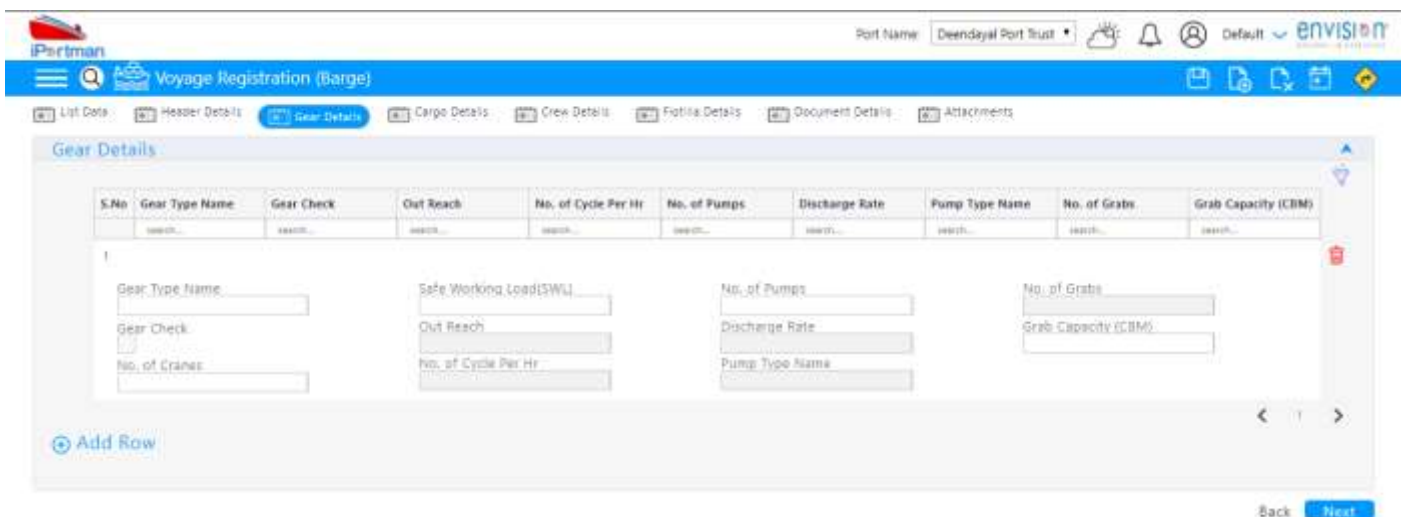 iPortman
Port Name Deendayal Port Trust Default envision
Voyage Registration (Barge)
List Data Header Details Gear Details Cargo Details Crew Details Flotilla Details Document Details Attachments
Gear Details
S.No Gear Type Name Gear Check Out Reach No. of Cycle Per Hr No. of Pumps Discharge Rate Pump Type Name No. of Grabs Grab Capacity (CBM)
search... search... search... search... search... search... search... search... search...
1
Gear Type Name Safe Working Load(SWL) No. of Pumps No. of Grabs
Gear Check Out Reach Discharge Rate Grab Capacity (CBM)
No. of Cranes No. of Cycle Per Hr Pump Type Name
1
Add Row
Back Next